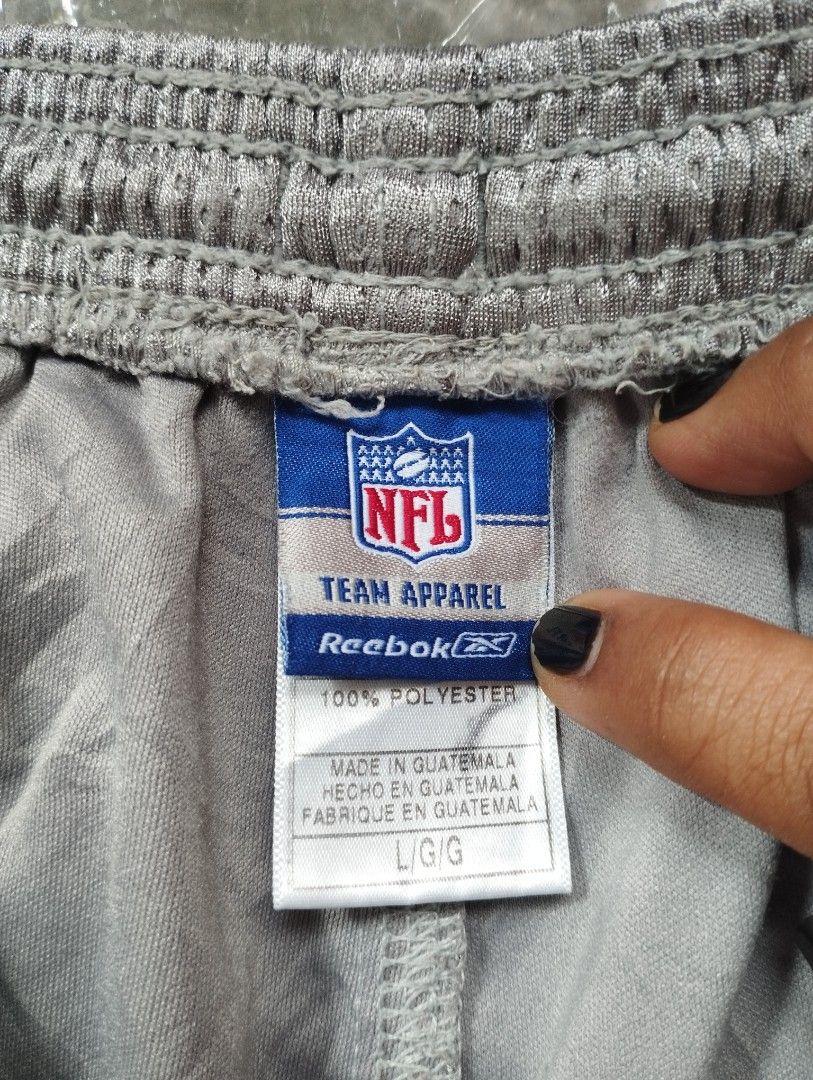 NFL
TEAM APPAREL
Reebok
100% POLYESTER
MADE IN GUATEMALA
HECHO EN GUATEMALA
FABRIQUE EN GUATEMALA
L/G/G